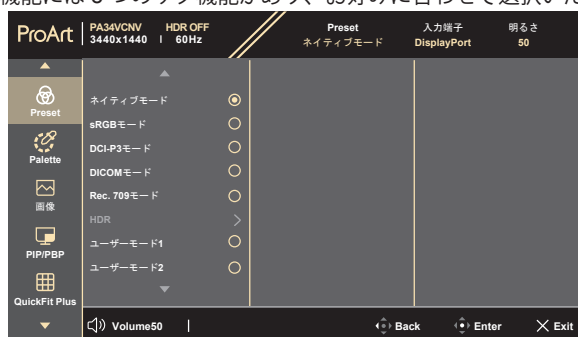 ProArt
PA34VCNV HDR OFF
3440x1440 | 60Hz
Preset
ネイティブモード
入力端子
DisplayPort
明るさ
50
Preset
Palette
画像
PIP/PBP
QuickFit Plus
ネイティブモード
sRGBモード
DCI-P3モード
DICOMモード
Rec. 709モード
HDR
ユーザーモード1
ユーザーモード2
Volume50 |
Back
Enter
Exit